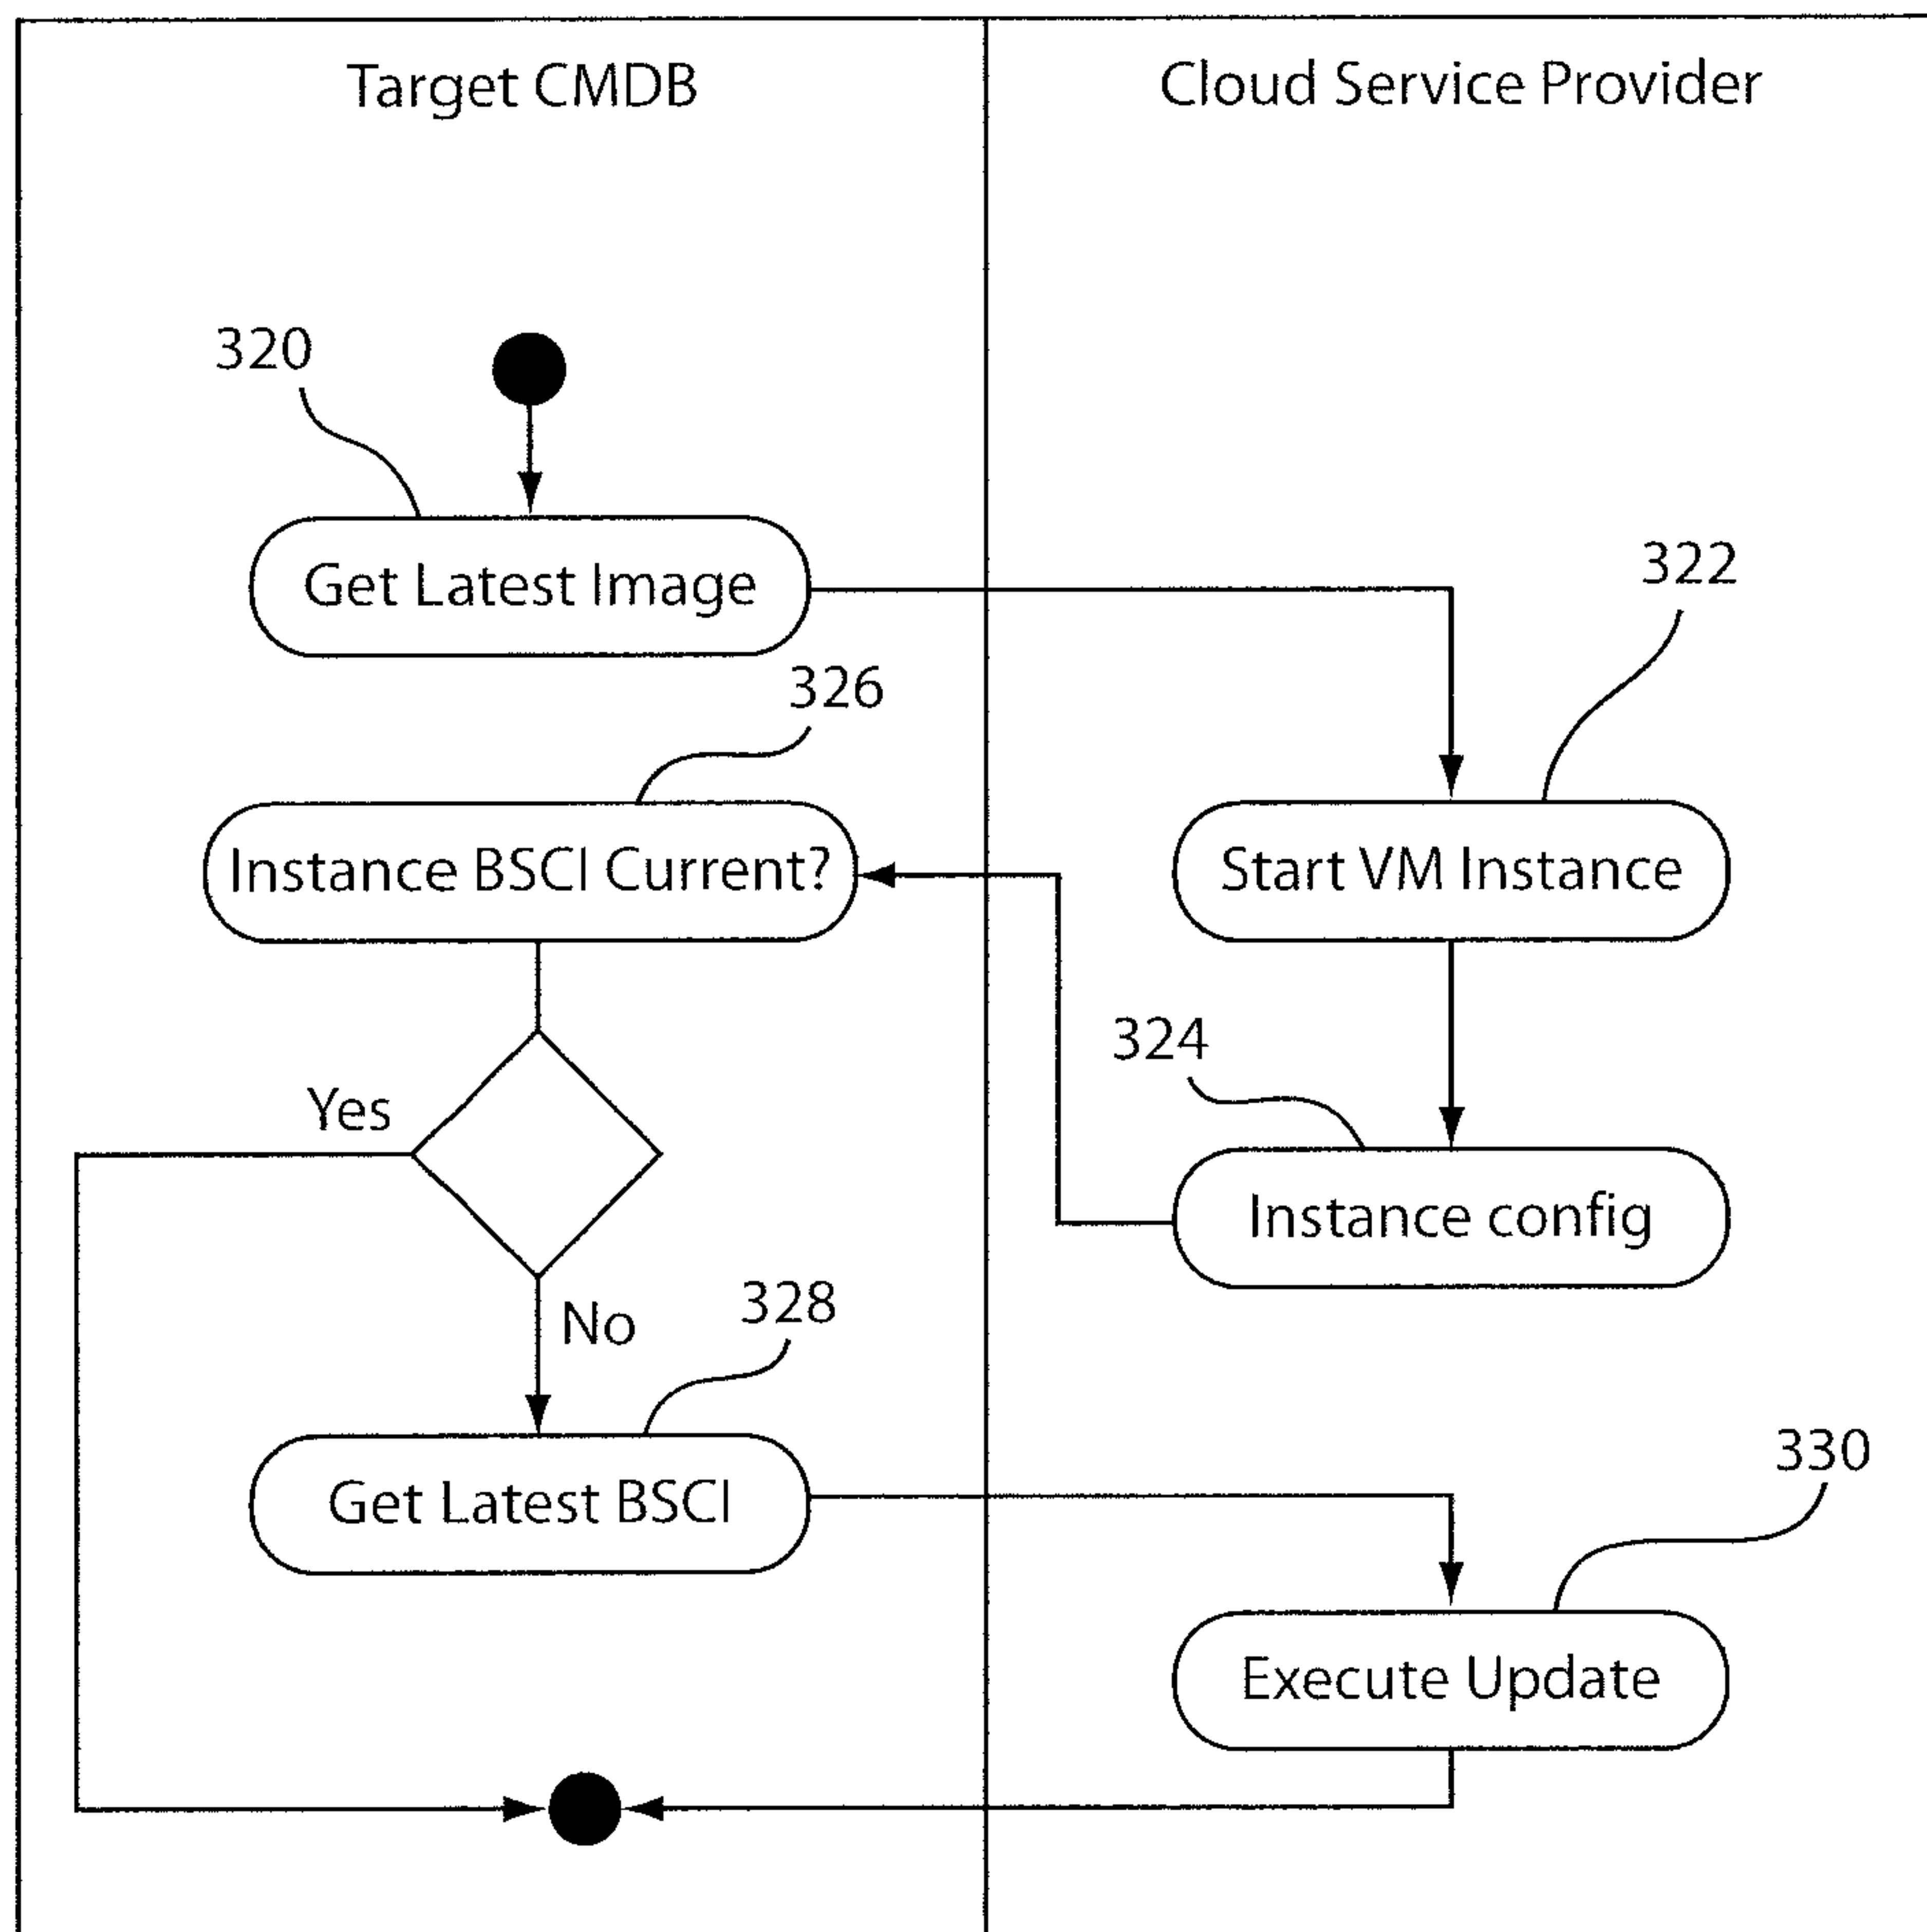 Target CMDB
Cloud Service Provider
320
Get Latest Image
322
326
Instance BSCI Current?
Start VM Instance
324
Yes
Instance config
No
328
Get Latest BSCI
330
Execute Update